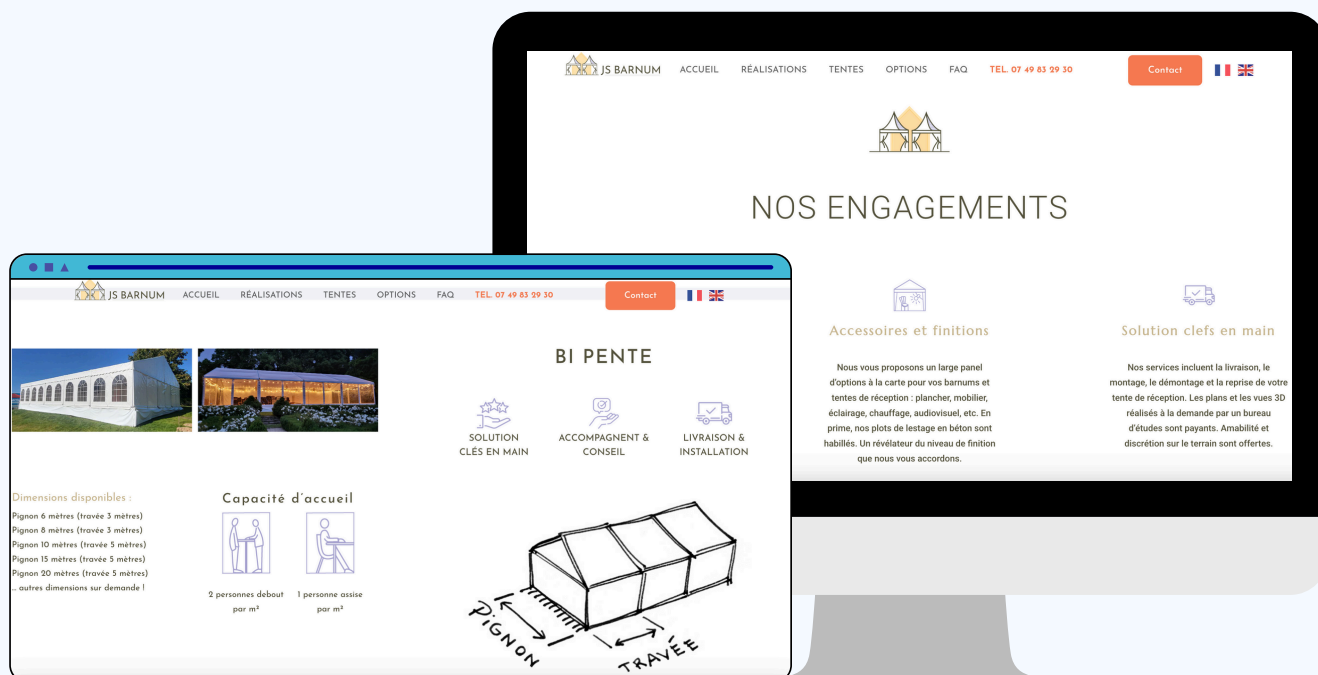 JS BARNUM ACCUEIL RÉALISATIONS TENTES OPTIONS FAQ TEL. 07 49 83 29 30 Contact
NOS ENGAGEMENTS
Accessoires et finitions
Nous vous proposons un large panel
d'options à la carte pour vos barnums et
tentes de réception : plancher, mobilier,
éclairage, chauffage, audiovisuel, etc. En
prime, nos plots de lestage en béton sont
habillés. Un révélateur du niveau de finition
que nous vous accordons.
Solution clefs en main
Nos services incluent la livraison, le
montage, le démontage et la reprise de votre
tente de réception. Les plans et les vues 3D
réalisés à la demande par un bureau
d'études sont payants. Amabilité et
discrétion sur le terrain sont offertes.
JS BARNUM ACCUEIL RÉALISATIONS TENTES OPTIONS FAQ TEL. 07 49 83 29 30 Contact
BI PENTE
SOLUTION
CLÉS EN MAIN
ACCOMPAGNENT &
CONSEIL
LIVRAISON &
INSTALLATION
Dimensions disponibles :
Pignon 6 mètres (travée 3 mètres)
Pignon 8 mètres (travée 3 mètres)
Pignon 10 mètres (travée 5 mètres)
Pignon 15 mètres (travée 5 mètres)
Pignon 20 mètres (travée 5 mètres)
... autres dimensions sur demande !
Capacité d'accueil
2 personnes debout
par m²
1 personne assise
par m²
PIGNON
TRAVÉE